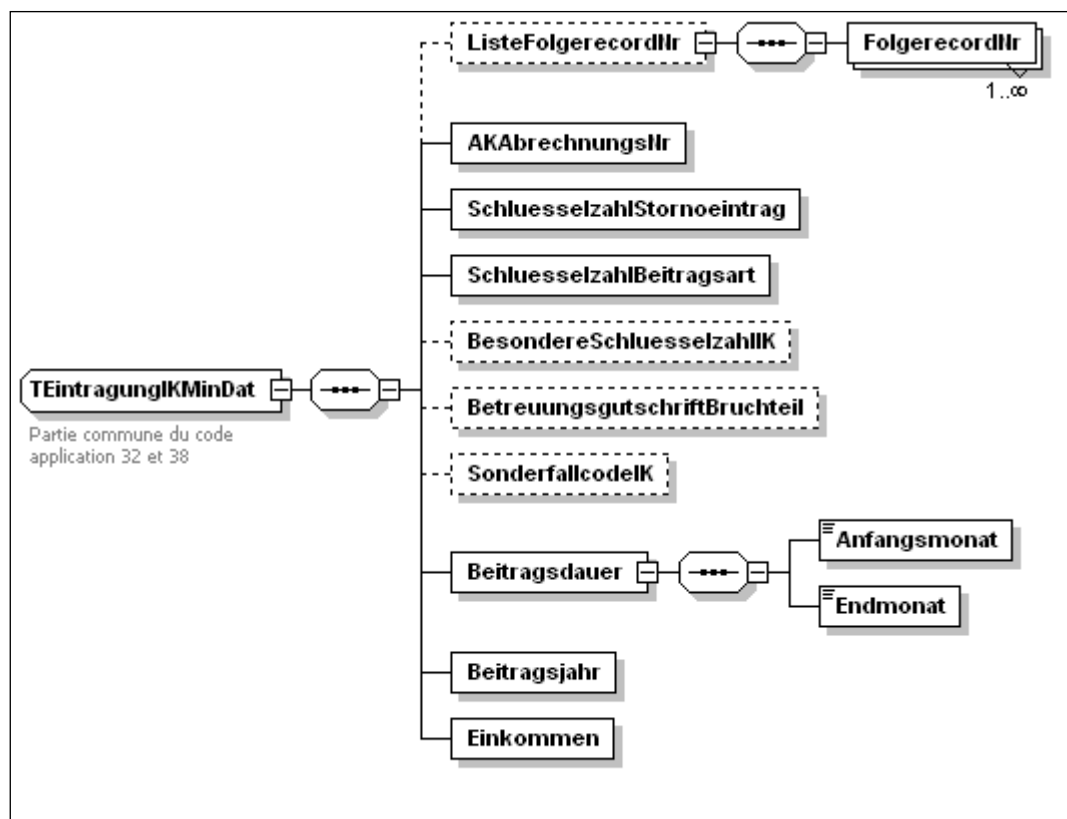 ListeFolgerecordNr
FolgerecordNr
1..∞
AKAbrechnungsNr
SchluesselzahlStornoeintrag
SchluesselzahlBeitragsart
BesondereSchluesselzahlIK
TEintragungIKMinDat
Partie commune du code
application 32 et 38
BetreuungsgutschriftBruchteil
SonderfallcodeIK
Beitragsdauer
Anfangsmonat
Endmonat
Beitragsjahr
Einkommen